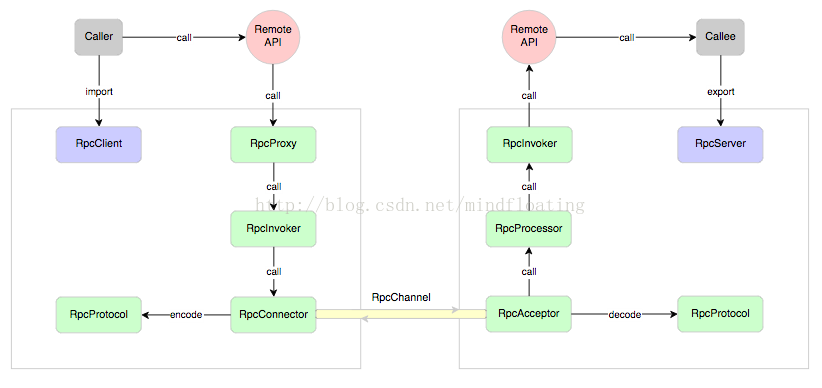 Caller
call
Remote
API
Remote
API
call
Callee
import
call
call
export
RpcClient
RpcProxy
RpcInvoker
RpcServer
call
call
http://blog.csdn.net/mindfloating
RpcInvoker
RpcProcessor
call
call
RpcChannel
RpcProtocol
encode
RpcConnector
RpcAcceptor
decode
RpcProtocol